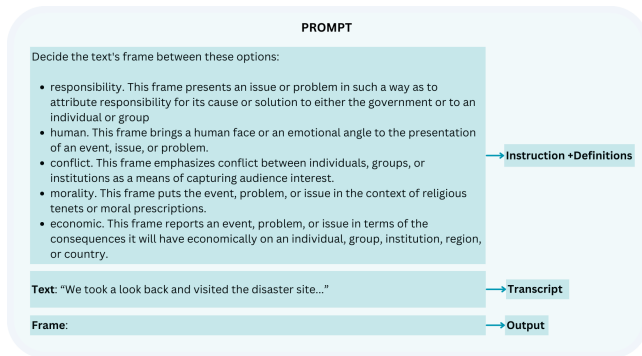 PROMPT
Decide the text's frame between these options:
• responsibility. This frame presents an issue or problem in such a way as to
attribute responsibility for its cause or solution to either the government or to an
individual or group
• human. This frame brings a human face or an emotional angle to the presentation
of an event, issue, or problem.
• conflict. This frame emphasizes conflict between individuals, groups, or
institutions as a means of capturing audience interest.
• morality. This frame puts the event, problem, or issue in the context of religious
tenets or moral prescriptions.
• economic. This frame reports an event, problem, or issue in terms of the
consequences it will have economically on an individual, group, institution, region,
or country.
Instruction +Definitions
Text: “We took a look back and visited the disaster site...”
Transcript
Frame:
Output